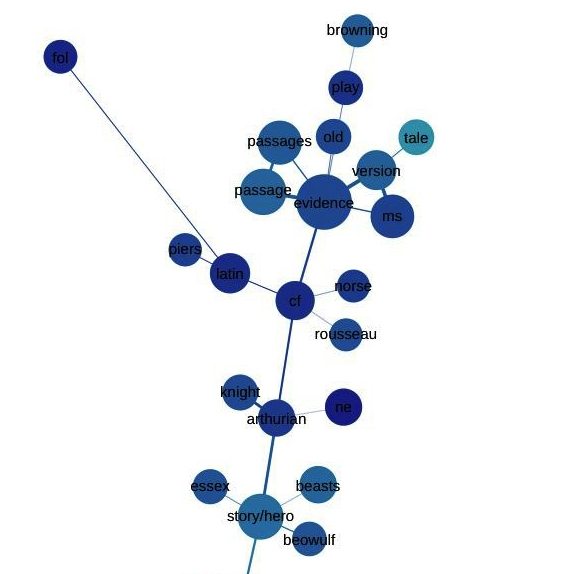 browning
fol
play
old
tale
passages
version
passage
evidence
ms
piers
latin
norse
cf
rousseau
knight
ne
arthurian
essex
beasts
story/hero
beowulf